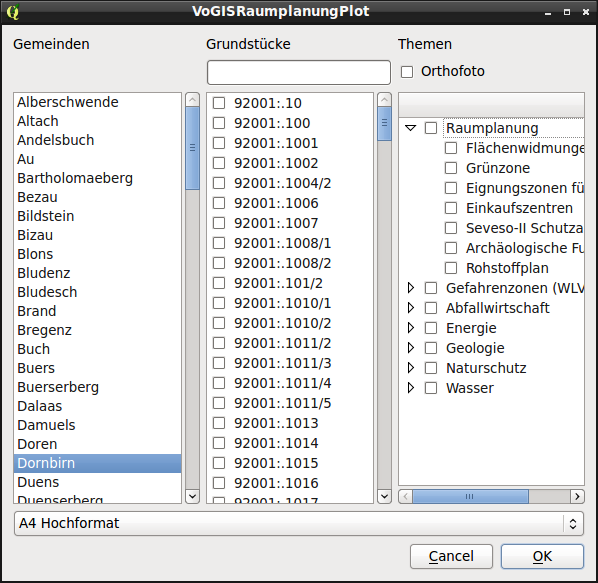 VoGISRaumplanungPlot
Gemeinden
Grundstücke
Themen
Orthofoto
Alberschwende
Altach
Andelsbuch
Au
Bartholomaeberg
Bezau
Bildstein
Bizau
Blons
Bludenz
Bludesch
Brand
Bregenz
Buch
Buers
Buerserberg
Dalaas
Damuels
Doren
Dornbirn
Duens
Duenserberg
92001:.10
92001:.100
92001:.1001
92001:.1002
92001:.1004/2
92001:.1006
92001:.1007
92001:.1008/1
92001:.1008/2
92001:.101/2
92001:.1010/1
92001:.1010/2
92001:.1011/2
92001:.1011/3
92001:.1011/4
92001:.1011/5
92001:.1013
92001:.1014
92001:.1015
92001:.1016
92001:.1017
Raumplanung
Flächenwidmunge
Grünzone
Eignungszonen fü
Einkaufszentren
Seveso-II Schutza
Archäologische Fu
Rohstoffplan
Gefahrenzonen (WLV
Abfallwirtschaft
Energie
Geologie
Naturschutz
Wasser
A4 Hochformat
Cancel
OK